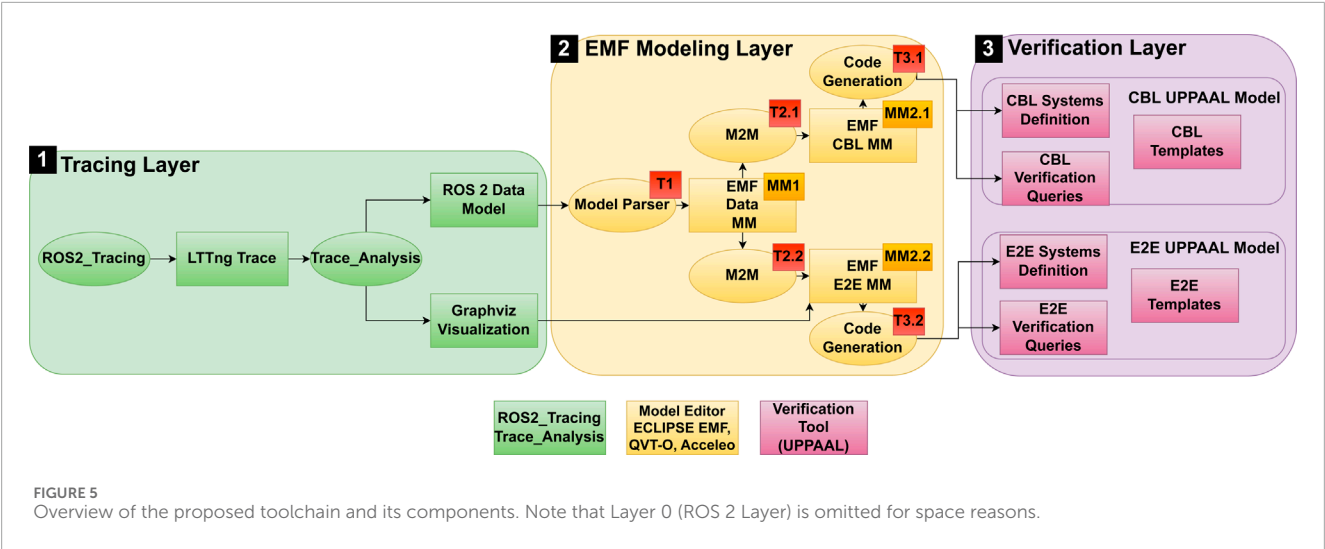 1 Tracing Layer
ROS2_Tracing
LTTng Trace
Trace_Analysis
ROS 2 Data
Model
Graphviz
Visualization
2 EMF Modeling Layer
Model Parser
T1
EMF
Data
MM
MM1
M2M
T2.1
EMF
CBL MM
MM2.1
Code
Generation
T3.1
M2M
T2.2
EMF
E2E MM
MM2.2
Code
Generation
T3.2
3 Verification Layer
CBL UPPAAL Model
CBL Systems
Definition
CBL
Templates
CBL
Verification
Queries
E2E UPPAAL Model
E2E Systems
Definition
E2E
Templates
E2E
Verification
Queries
ROS2_Tracing
Trace_Analysis
Model Editor
ECLIPSE EMF,
QVT-O, Acceleo
Verification
Tool
(UPPAAL)
FIGURE 5
Overview of the proposed toolchain and its components. Note that Layer 0 (ROS 2 Layer) is omitted for space reasons.